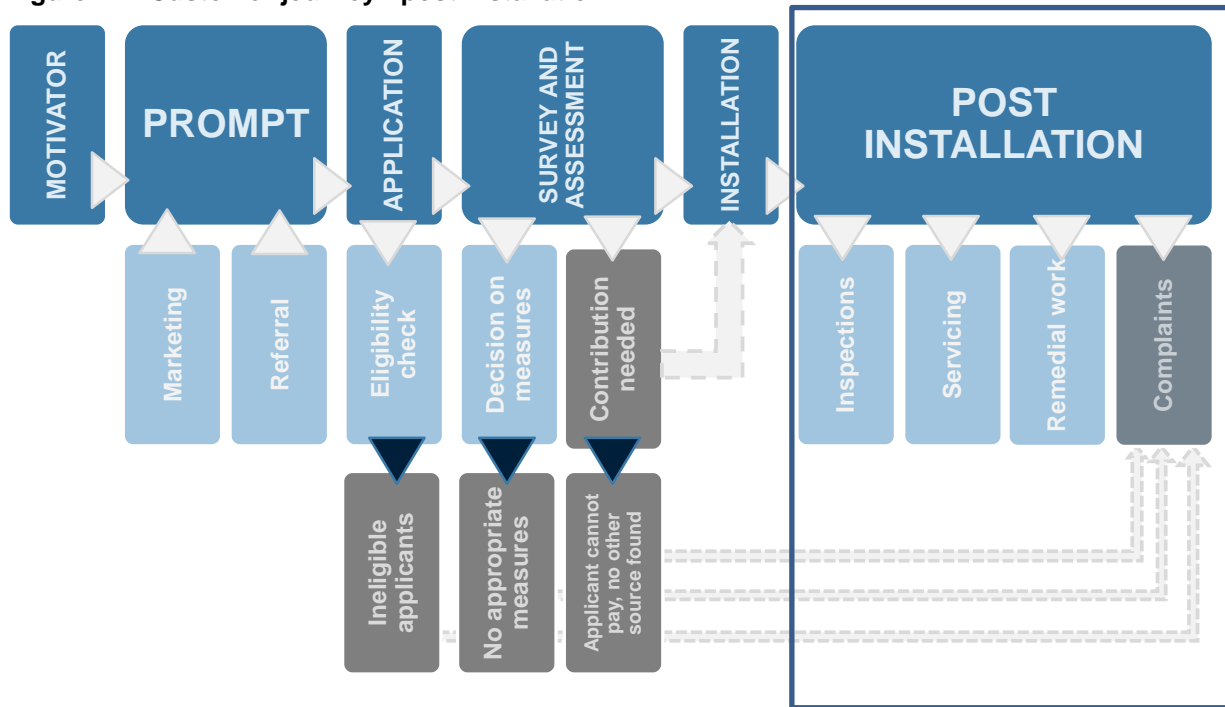 MOTIVATOR
PROMPT
APPLICATION
SURVEY AND
ASSESSMENT
INSTALLATION
POST
INSTALLATION
Marketing
Referral
Eligibility
check
Decision on
measures
Contribution
needed
Inspections
Servicing
Remedial work
Complaints
Ineligible
applicants
No appropriate
measures
Applicant cannot
pay, no other
source found